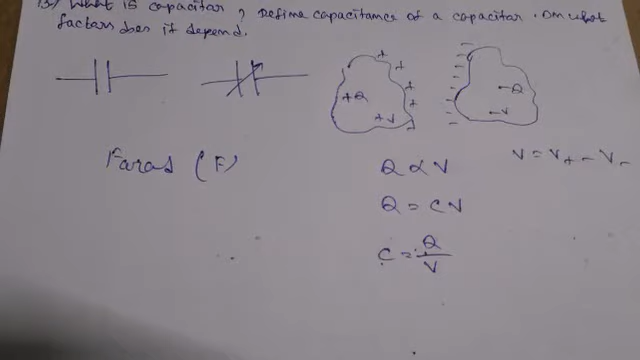 13) What is capacitor, Define capacitance of a capacitor. On what
factors does it depend.
+Q
+V
-Q
-V
Farad (F)
Q ∝ V
V = V+ - V-
Q = CV
C = Q/V